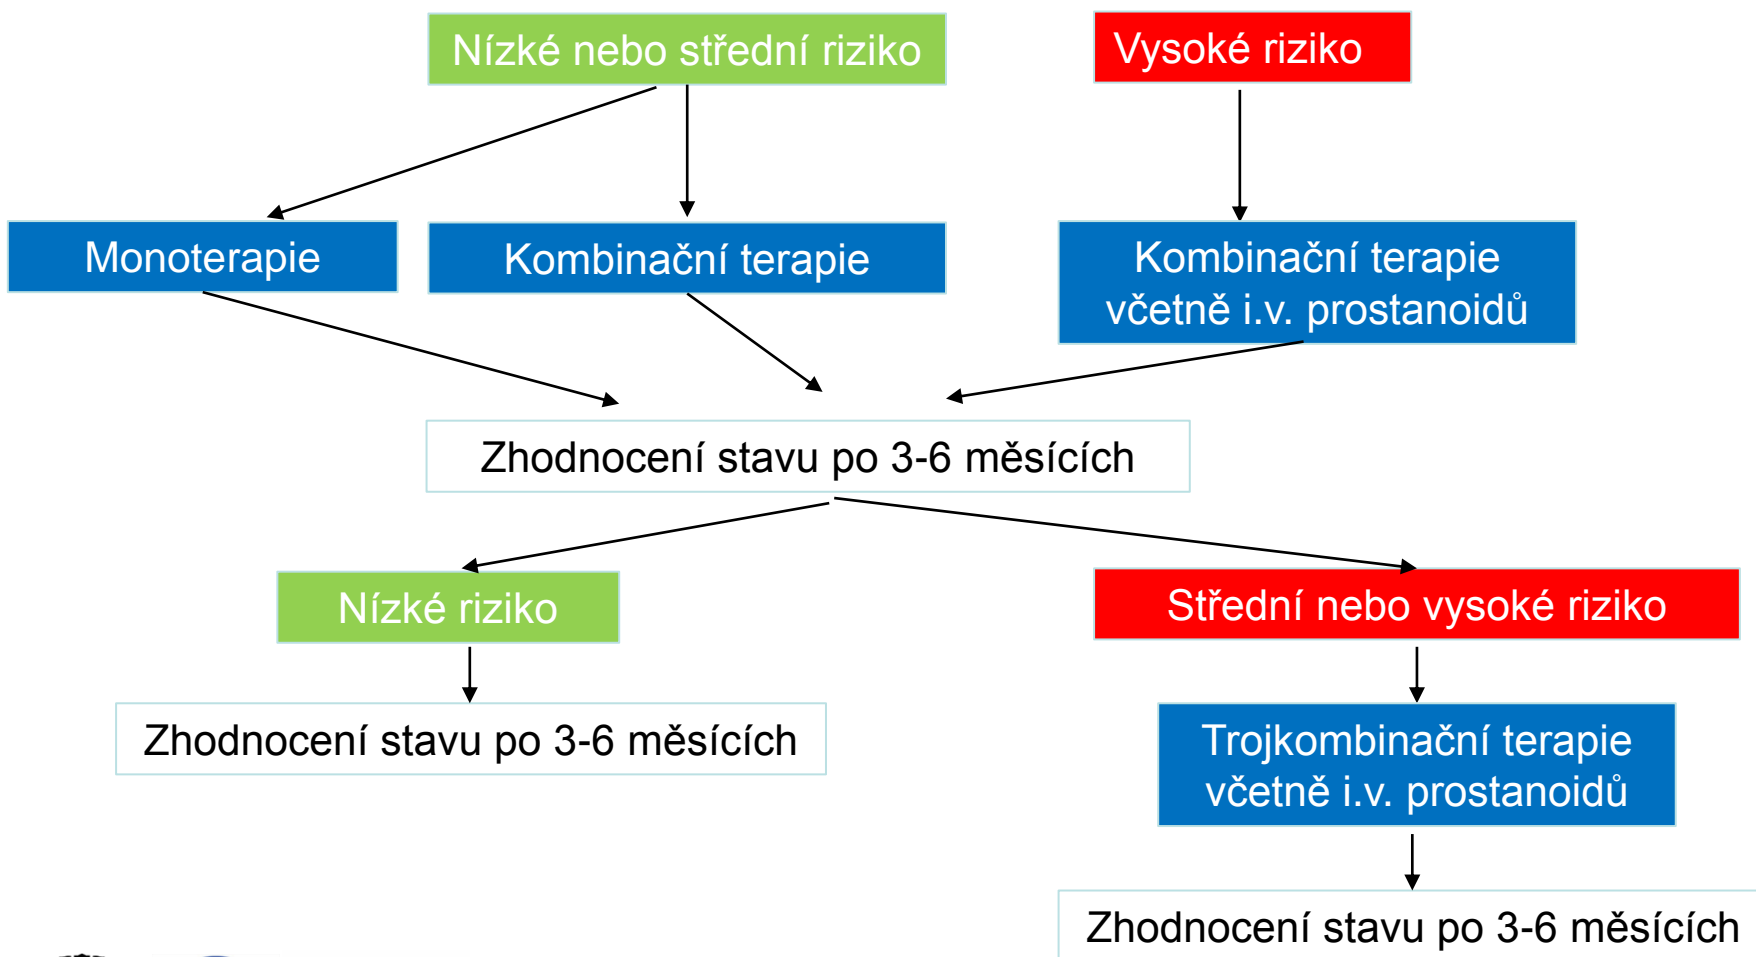 Nízké nebo střední riziko
Vysoké riziko
Monoterapie
Kombinační terapie
Kombinační terapie
včetně i.v. prostanoidů
Zhodnocení stavu po 3-6 měsících
Nízké riziko
Střední nebo vysoké riziko
Zhodnocení stavu po 3-6 měsících
Trojkombinační terapie
včetně i.v. prostanoidů
Zhodnocení stavu po 3-6 měsících